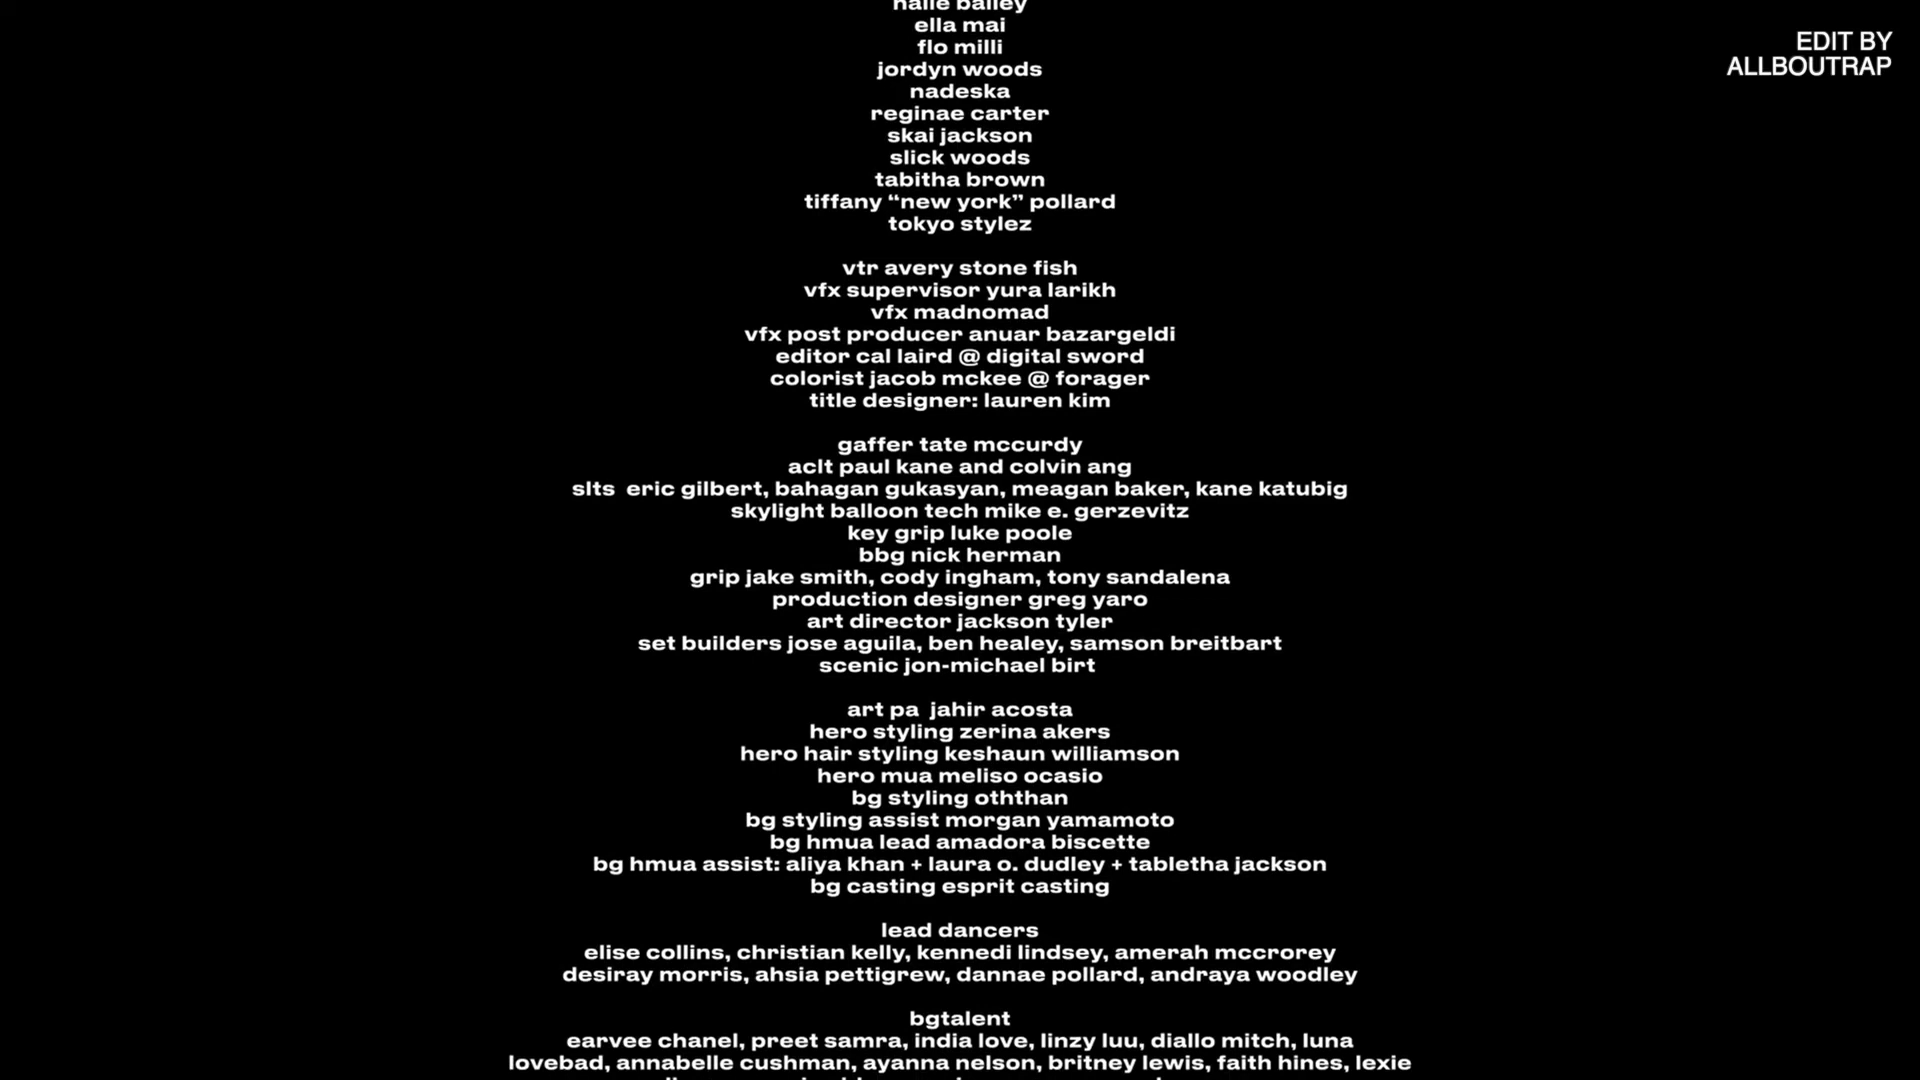 halle bailey
ella mai
flo milli
jordyn woods
nadeska
reginae carter
skai jackson
slick woods
tabitha brown
tiffany “new york” pollard
tokyo stylez
vtr avery stone fish
vfx supervisor yura larikh
vfx madnomad
vfx post producer anuar bazargeldi
editor cal laird @ digital sword
colorist jacob mckee @ forager
title designer: lauren kim
gaffer tate mccurdy
aclt paul kane and colvin ang
slts  eric gilbert, bahagan gukasyan, meagan baker, kane katubig
skylight balloon tech mike e. gerzevitz
key grip luke poole
bbg nick herman
grip jake smith, cody ingham, tony sandalena
production designer greg yaro
art director jackson tyler
set builders jose aguila, ben healey, samson breitbart
scenic jon-michael birt
art pa  jahir acosta
hero styling zerina akers
hero hair styling keshaun williamson
hero mua meliso ocasio
bg styling oththan
bg styling assist morgan yamamoto
bg hmua lead amadora biscette
bg hmua assist: aliya khan + laura o. dudley + tabletha jackson
bg casting esprit casting
lead dancers
elise collins, christian kelly, kennedi lindsey, amerah mccrorey
desiray morris, ahsia pettigrew, dannae pollard, andraya woodley
bgtalent
earvee chanel, preet samra, india love, linzy luu, diallo mitch, luna
lovebad, annabelle cushman, ayanna nelson, britney lewis, faith hines, lexie
EDIT BY
ALLBOUTRAP